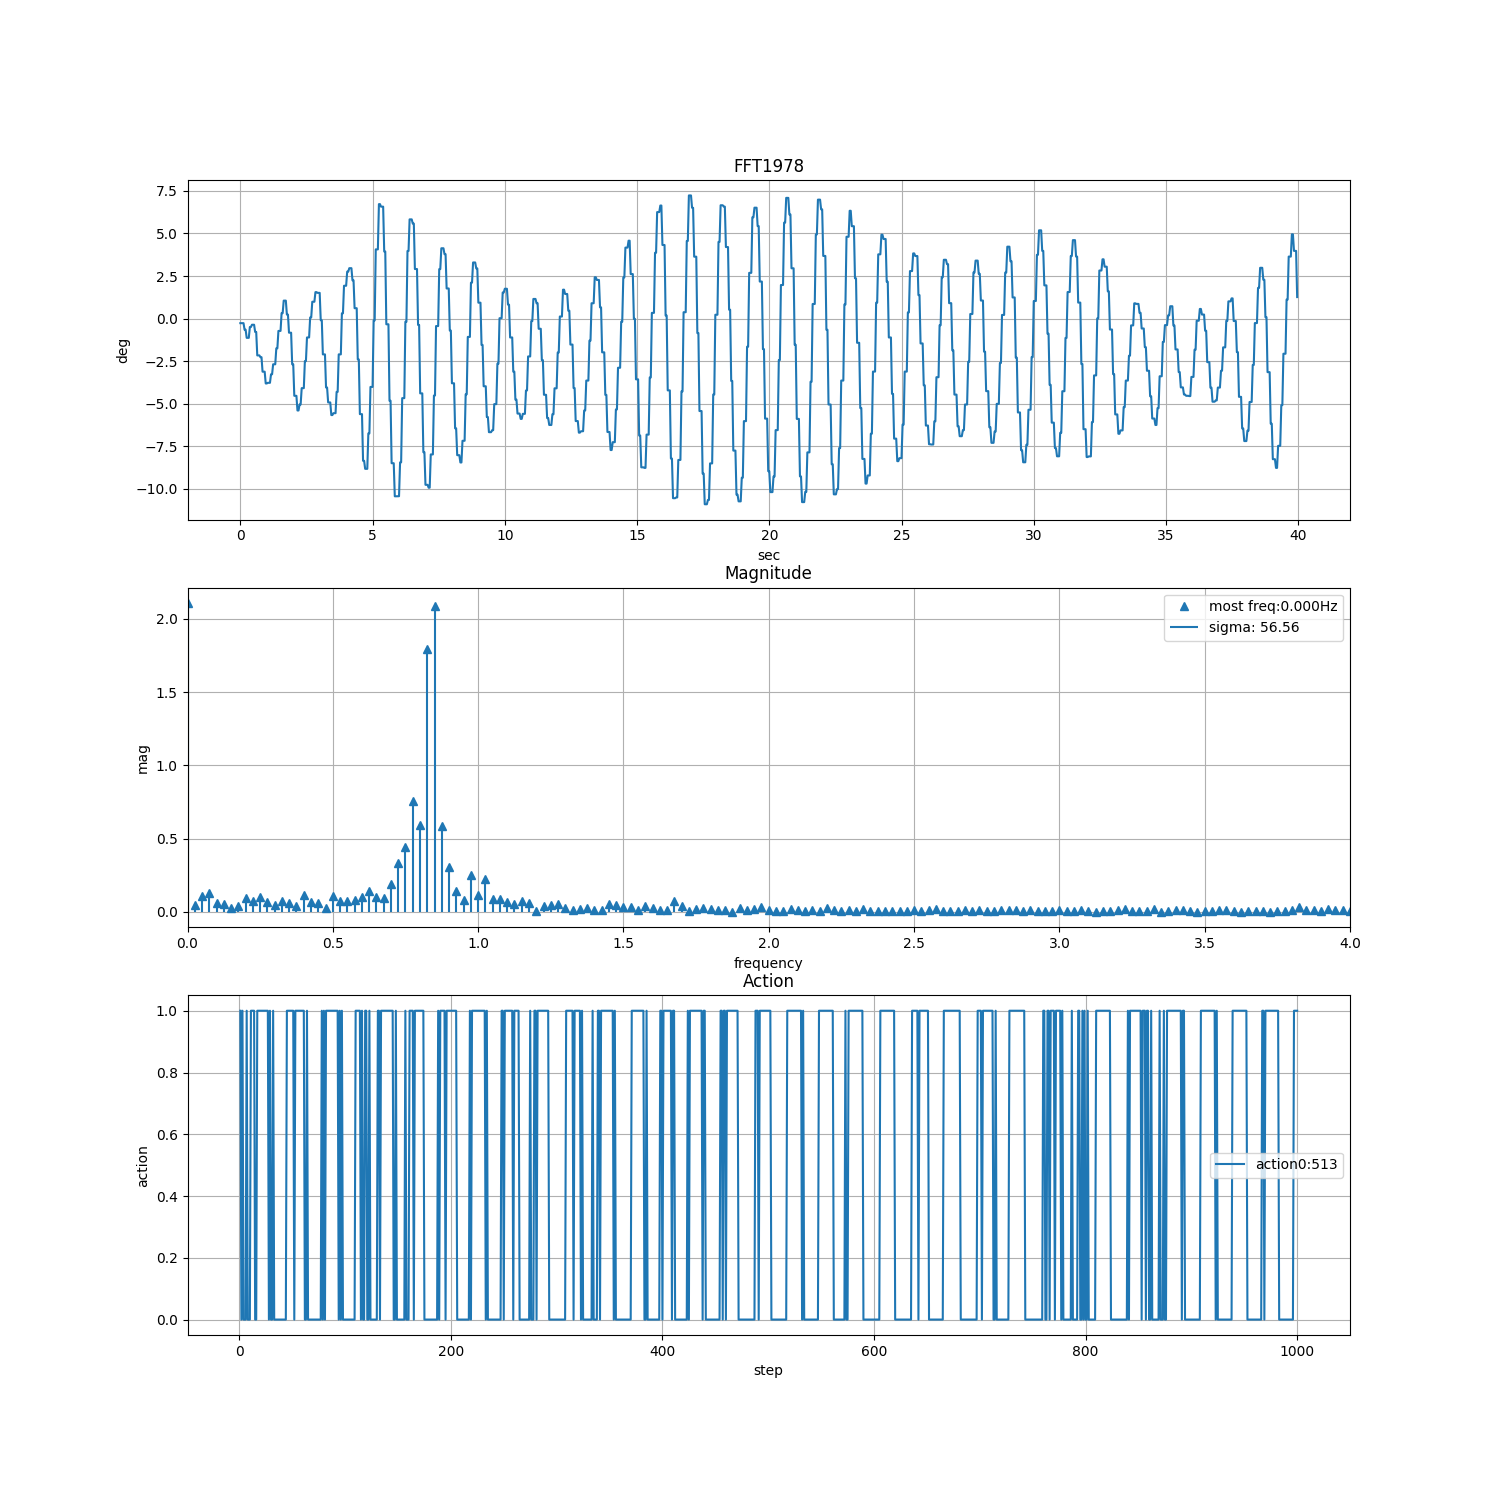 FFT1978
7.5
5.0
2.5
0.0
−2.5
−5.0
−7.5
−10.0
deg
0 5 10 15 20 25 30 35 40
sec
Magnitude
2.0
1.5
1.0
0.5
0.0
mag
most freq:0.000Hz
sigma: 56.56
0.0 0.5 1.0 1.5 2.0 2.5 3.0 3.5 4.0
frequency
Action
1.0
0.8
0.6
0.4
0.2
0.0
action
action0:513
0 200 400 600 800 1000
step